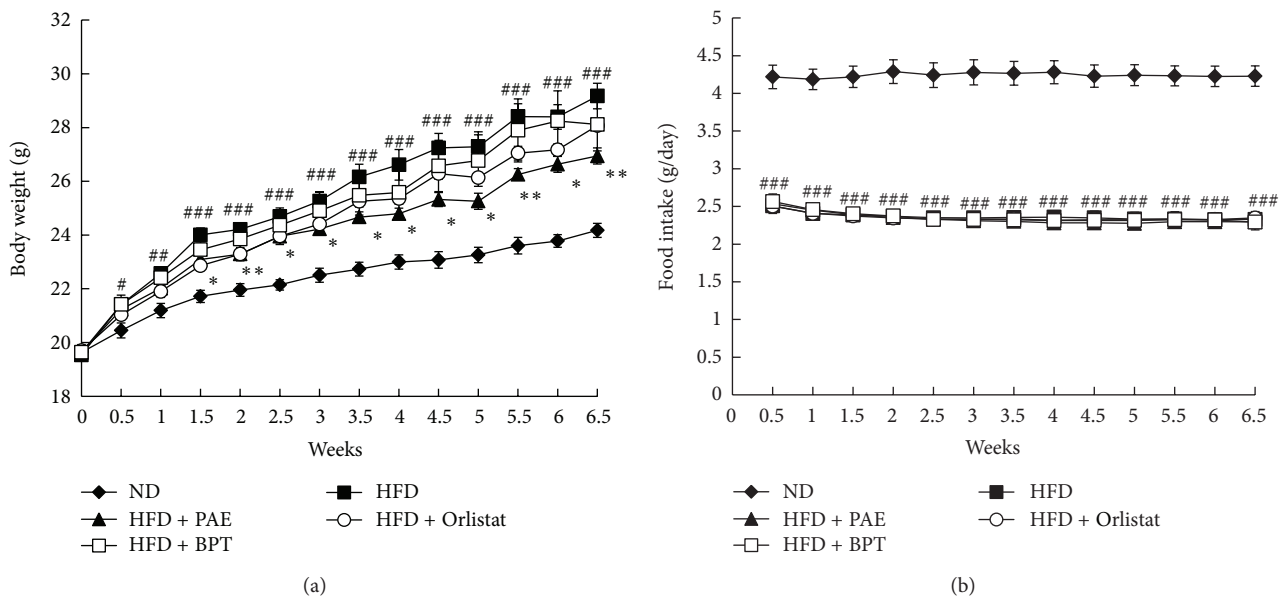 32
30
28
26
24
22
20
18
Body weight (g)
#
##
###
###
###
###
###
###
###
###
###
###
###
*
**
*
*
*
*
*
*
**
*
**
0 0.5 1 1.5 2 2.5 3 3.5 4 4.5 5 5.5 6 6.5
Weeks
ND HFD
HFD + PAE HFD + Orlistat
HFD + BPT
(a)
5
4.5
4
3.5
3
2.5
2
1.5
1
0.5
0
Food intake (g/day)
### ### ### ### ### ### ### ### ### ### ### ### ###
0 0.5 1 1.5 2 2.5 3 3.5 4 4.5 5 5.5 6 6.5
Weeks
ND HFD
HFD + PAE HFD + Orlistat
HFD + BPT
(b)